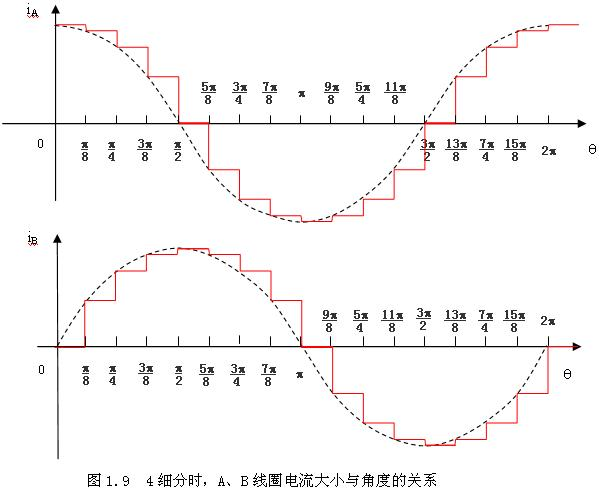 iA
5π/8 3π/4 7π/8 π 9π/8 5π/4 11π/8
0 π/8 π/4 3π/8 π/2 3π/2 13π/8 7π/4 15π/8 2π θ
iB
9π/8 5π/4 11π/8 3π/2 13π/8 7π/4 15π/8 2π
0 π/8 π/4 3π/8 π/2 5π/8 3π/4 7π/8 π θ
图1.9 4细分时，A、B线圈电流大小与角度的关系